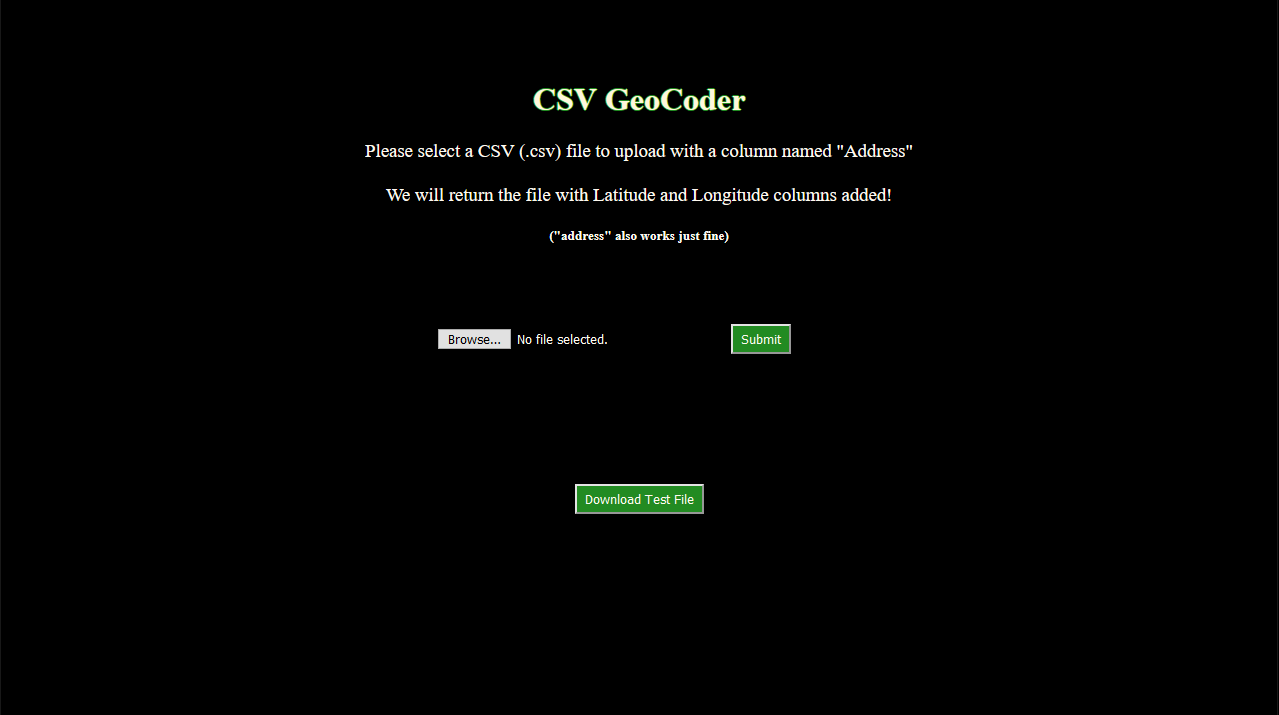 CSV GeoCoder
Please select a CSV (.csv) file to upload with a column named "Address"
We will return the file with Latitude and Longitude columns added!
("address" also works just fine)
Browse... No file selected. Submit
Download Test File